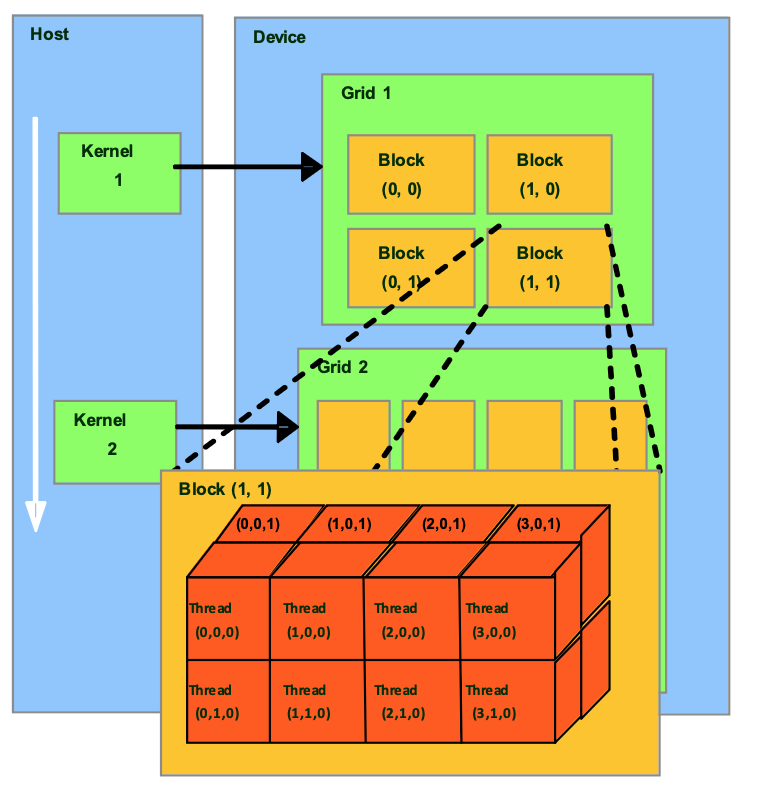 Host
Device
Grid 1
Kernel
1
Block
(0, 0)
Block
(1, 0)
Block
(0, 1)
Block
(1, 1)
Grid 2
Kernel
2
Block (1, 1)
(0,0,1)
(1,0,1)
(2,0,1)
(3,0,1)
Thread
(0,0,0)
Thread
(1,0,0)
Thread
(2,0,0)
Thread
(3,0,0)
Thread
(0,1,0)
Thread
(1,1,0)
Thread
(2,1,0)
Thread
(3,1,0)